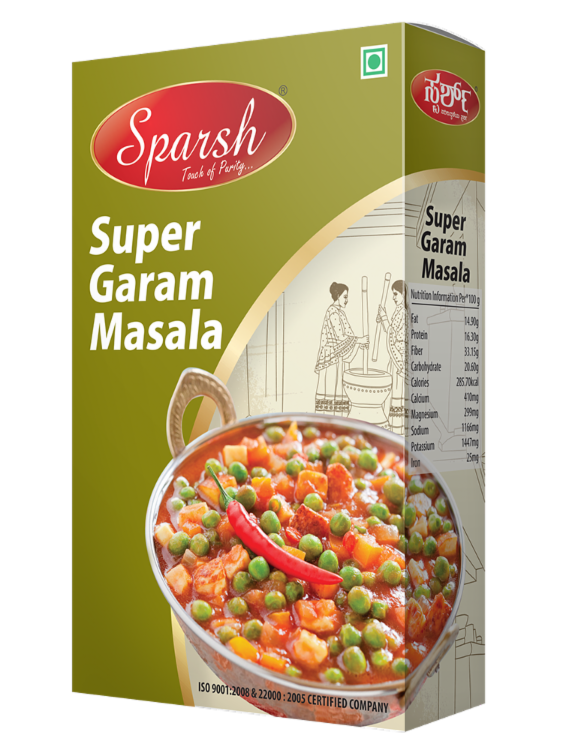 Sparsh
®
Touch of Purity...
Super
Garam
Masala
ISO 9001:2008 & 22000 : 2005 CERTIFIED COMPANY
ಸ್ಪರ್ಶ್
Super
Garam
Masala
Nutrition Information Per*100 g
Fat 14.90g
Protein 16.30g
Fiber 33.15g
Carbohydrate 20.60g
Calories 285.70kcal
Calcium 410mg
Magnesium 299mg
Sodium 1166mg
Potassium 1447mg
Iron 25mg